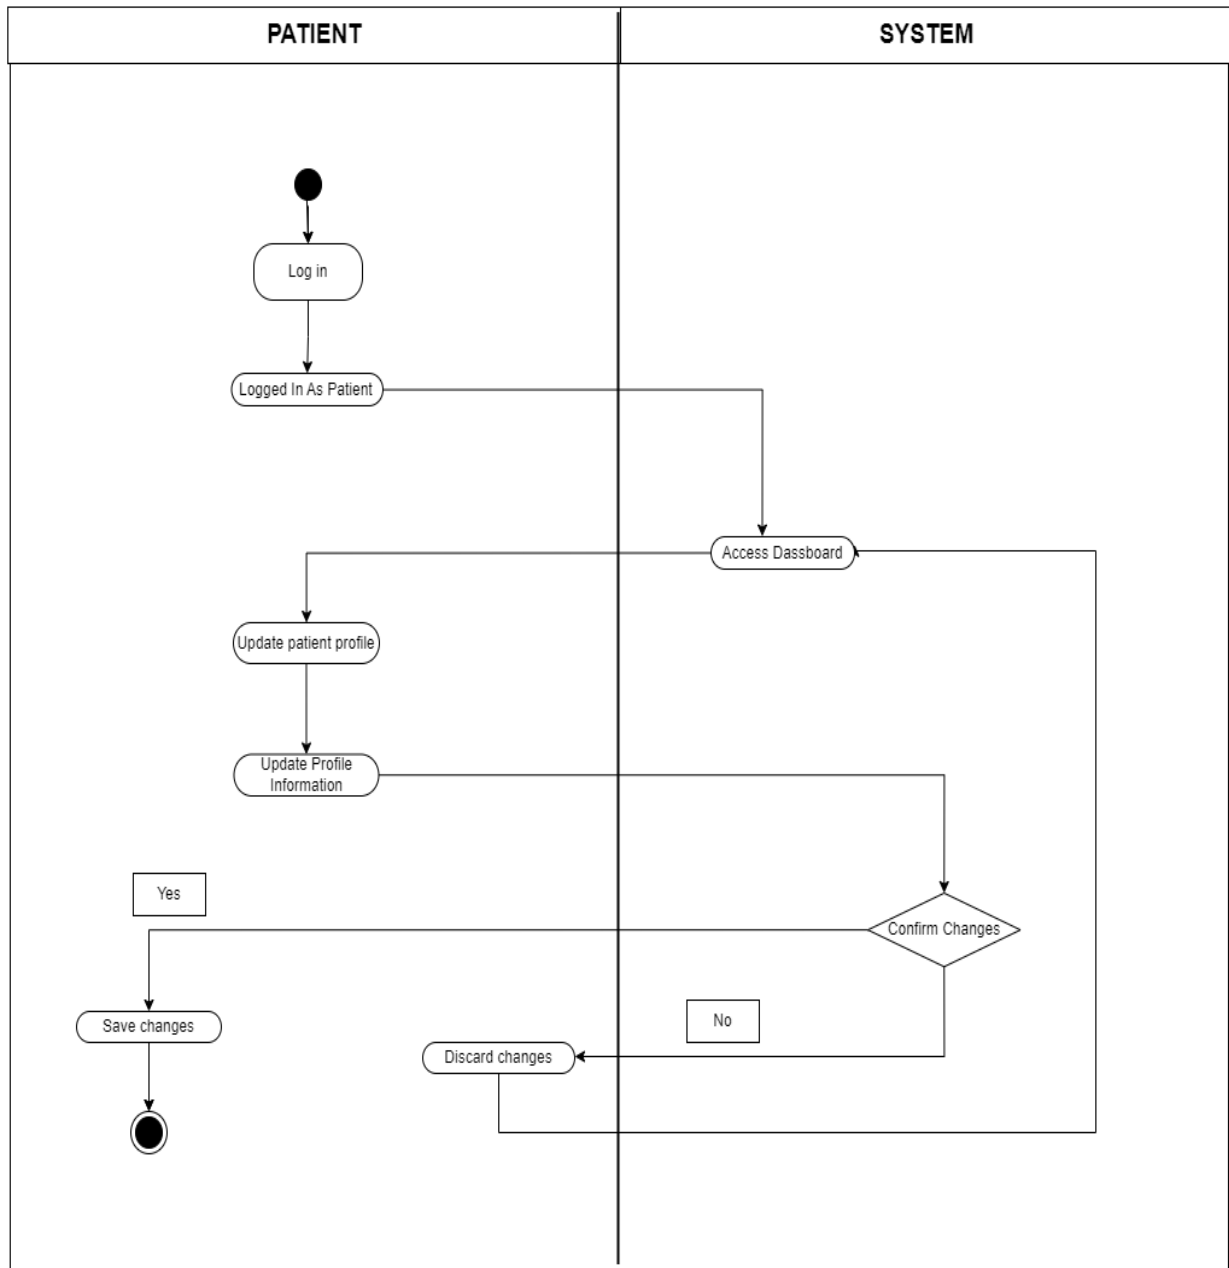 PATIENT
SYSTEM
Log in
Logged In As Patient
Access Dassboard
Update patient profile
Update Profile
Information
Yes
Confirm Changes
Save changes
No
Discard changes